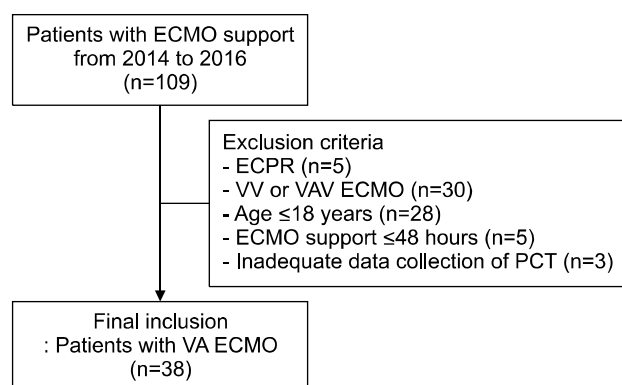 Patients with ECMO support
from 2014 to 2016
(n=109)
Exclusion criteria
- ECPR (n=5)
- VV or VAV ECMO (n=30)
- Age ≤18 years (n=28)
- ECMO support ≤48 hours (n=5)
- Inadequate data collection of PCT (n=3)
Final inclusion
: Patients with VA ECMO
(n=38)